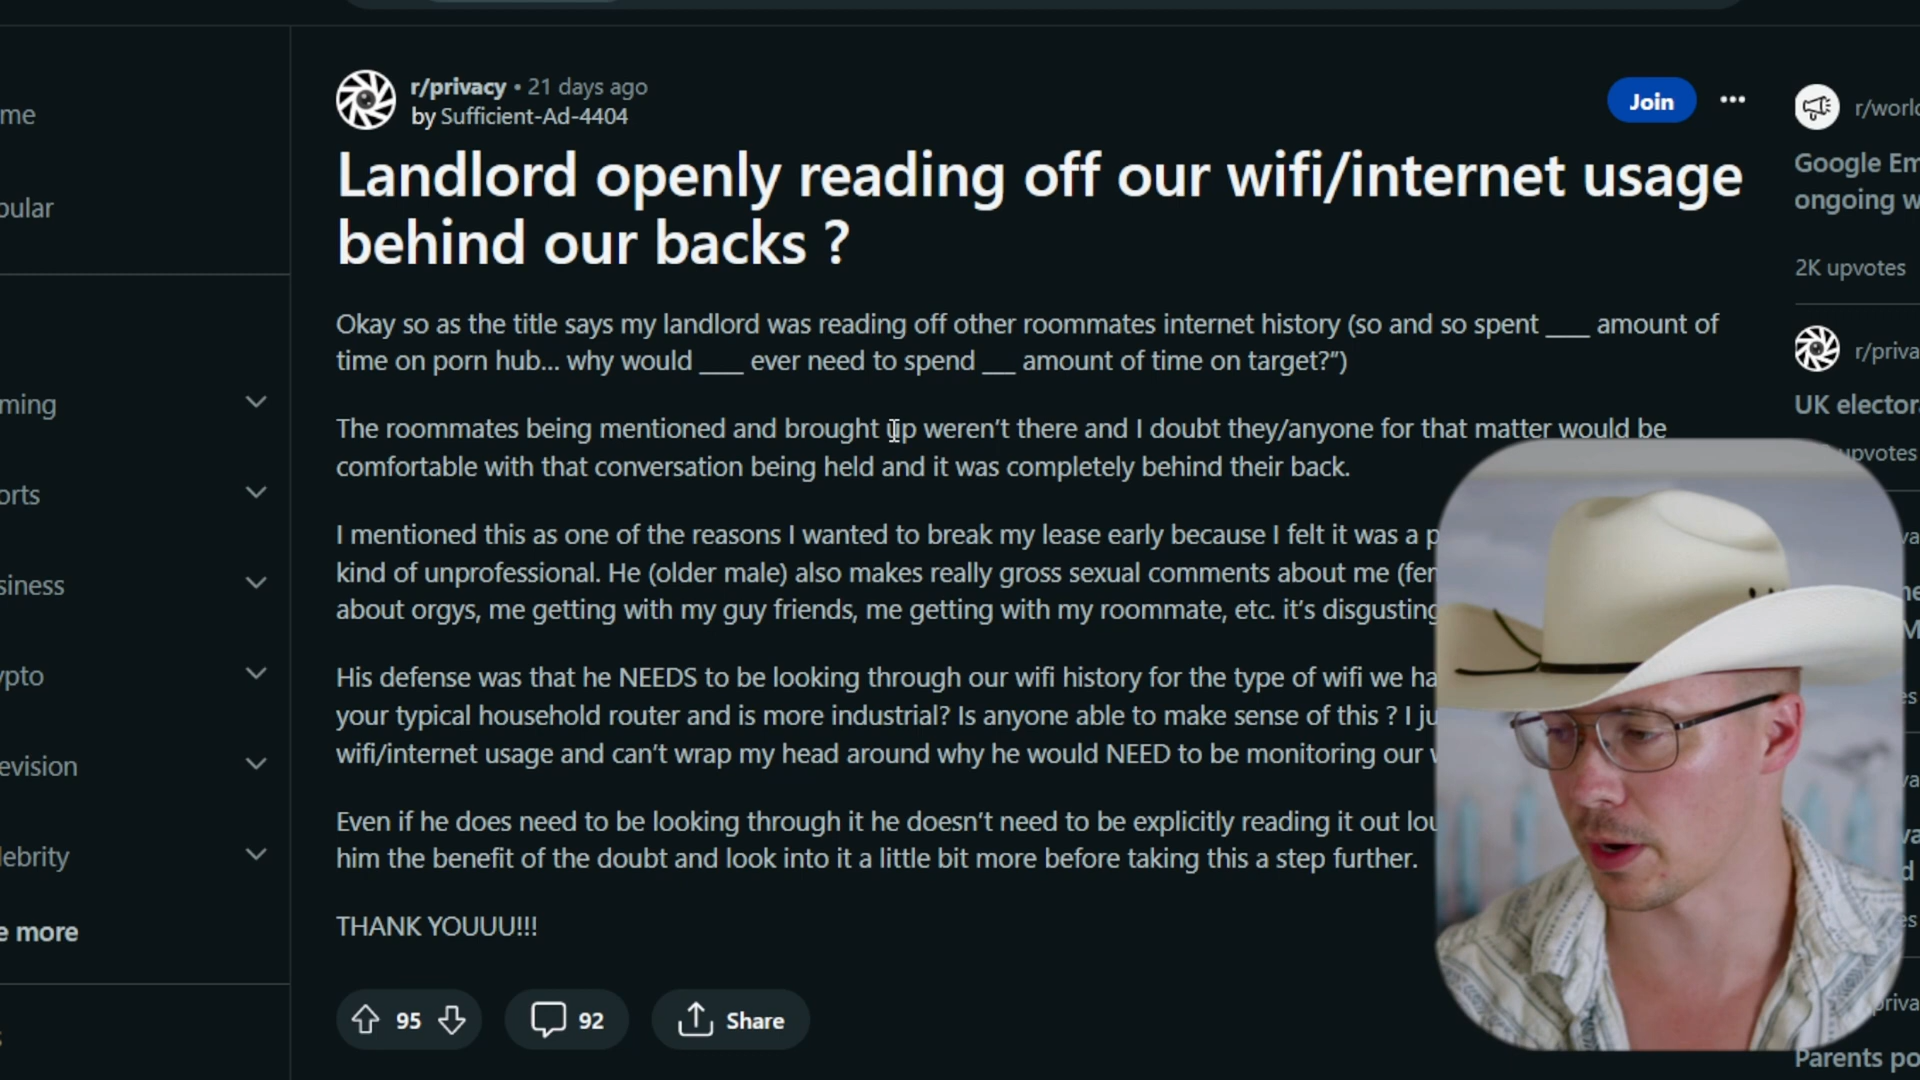 r/privacy • 21 days ago
by Sufficient-Ad-4404
Join
Landlord openly reading off our wifi/internet usage
behind our backs ?
Okay so as the title says my landlord was reading off other roommates internet history (so and so spent ____ amount of
time on porn hub... why would ____ ever need to spend ___ amount of time on target?”)
The roommates being mentioned and brought up weren’t there and I doubt they/anyone for that matter would be
comfortable with that conversation being held and it was completely behind their back.
I mentioned this as one of the reasons I wanted to break my lease early because I felt it was a
kind of unprofessional. He (older male) also makes really gross sexual comments about me
about orgys, me getting with my guy friends, me getting with my roommate, etc. it’s disgusting
His defense was that he NEEDS to be looking through our wifi history for the type of wifi we
your typical household router and is more industrial? Is anyone able to make sense of this ? I
wifi/internet usage and can’t wrap my head around why he would NEED to be monitoring our
Even if he does need to be looking through it he doesn’t need to be explicitly reading it out
him the benefit of the doubt and look into it a little bit more before taking this a step further.
THANK YOUUU!!!
95
92
Share
me
pular
ming
orts
siness
ypto
evision
lebrity
e more
r/world
Google Em
ongoing w
2K upvotes
r/priva
UK electora
upvotes
priva
Parents po